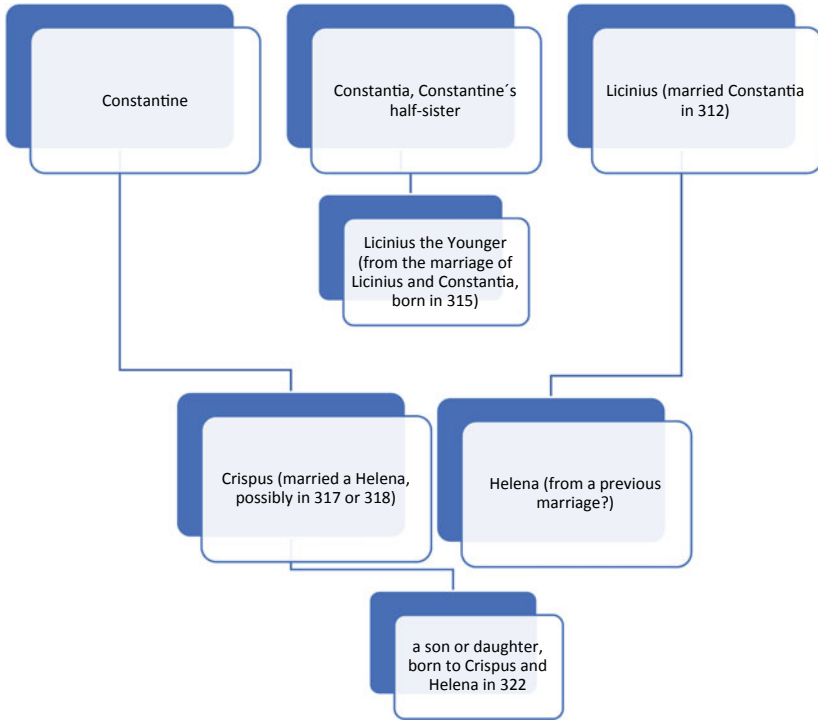 Constantine
Constantia, Constantine´s
half-sister
Licinius (married Constantia
in 312)
Licinius the Younger
(from the marriage of
Licinius and Constantia,
born in 315)
Crispus (married a Helena,
possibly in 317 or 318)
Helena (from a previous
marriage?)
a son or daughter,
born to Crispus and
Helena in 322